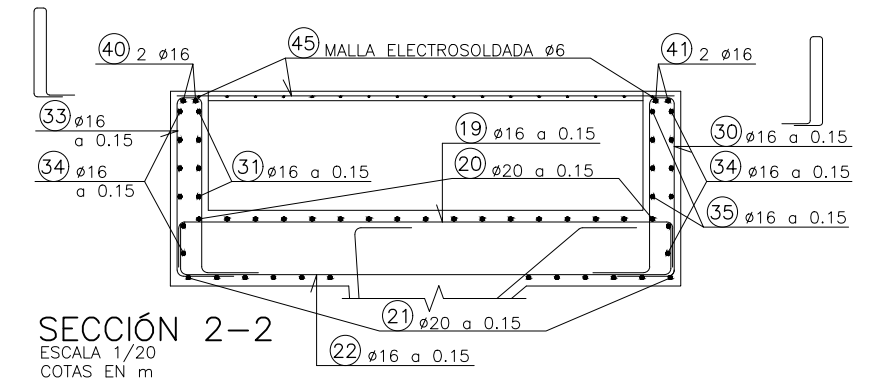 40 2 ø16
45 MALLA ELECTROSOLDADA ø6
41 2 ø16
33 ø16
a 0.15
19 ø16 a 0.15
30 ø16 a 0.15
34 ø16
a 0.15
31 ø16 a 0.15
20 ø20 a 0.15
34 ø16 a 0.15
35 ø16 a 0.15
21 ø20 a 0.15
22 ø16 a 0.15
SECCIÓN 2-2
ESCALA 1/20
COTAS EN m